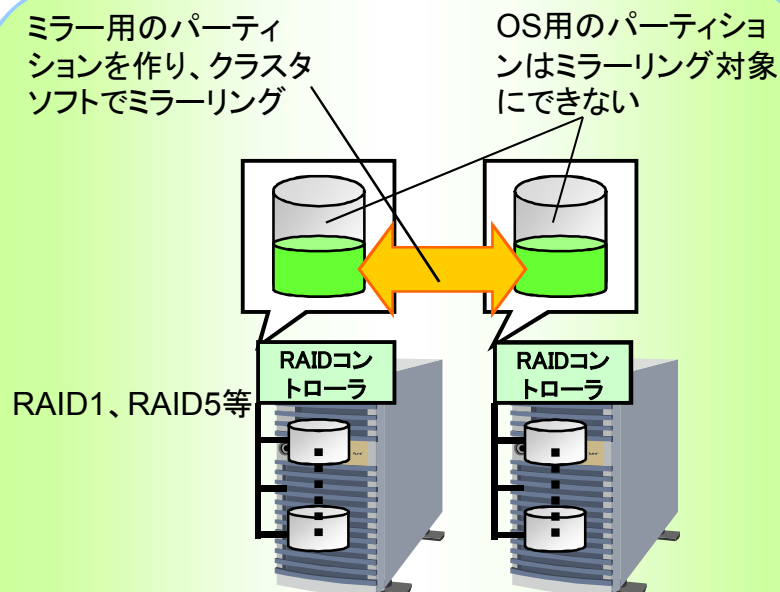 ミラー用のパーティ
ションを作り、クラスタ
ソフトでミラーリング
OS用のパーティショ
ンはミラーリング対象
にできない
RAIDコン
トローラ
RAIDコン
トローラ
RAID1、RAID5等